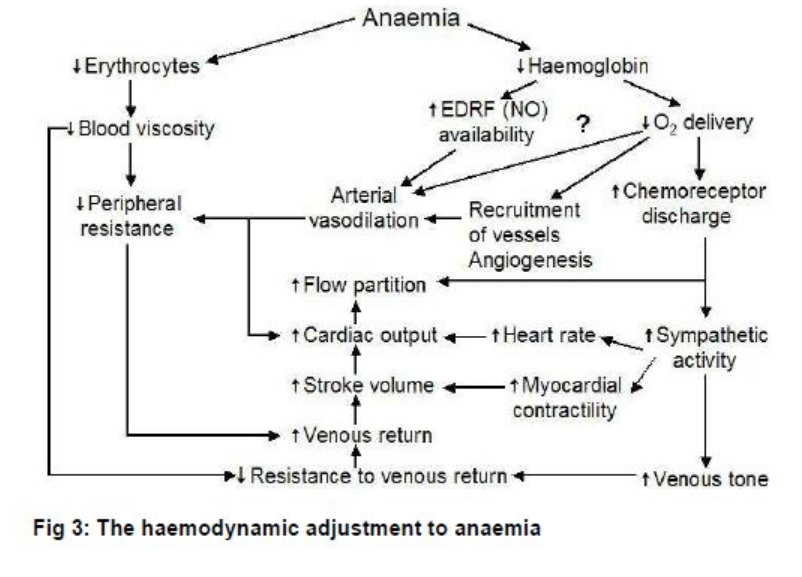 Anaemia
↓Erythrocytes
↓Haemoglobin
↑EDRF (NO)
availability
?
↓O₂ delivery
↓Blood viscosity
↓Peripheral
resistance
Arterial
vasodilation
Recruitment
of vessels
Angiogenesis
↑Chemoreceptor
discharge
↑Flow partition
↑Cardiac output
↑Heart rate
↑Sympathetic
activity
↑Stroke volume
↑Myocardial
contractility
↑Venous return
↓Resistance to venous return
↑Venous tone
Fig 3: The haemodynamic adjustment to anaemia